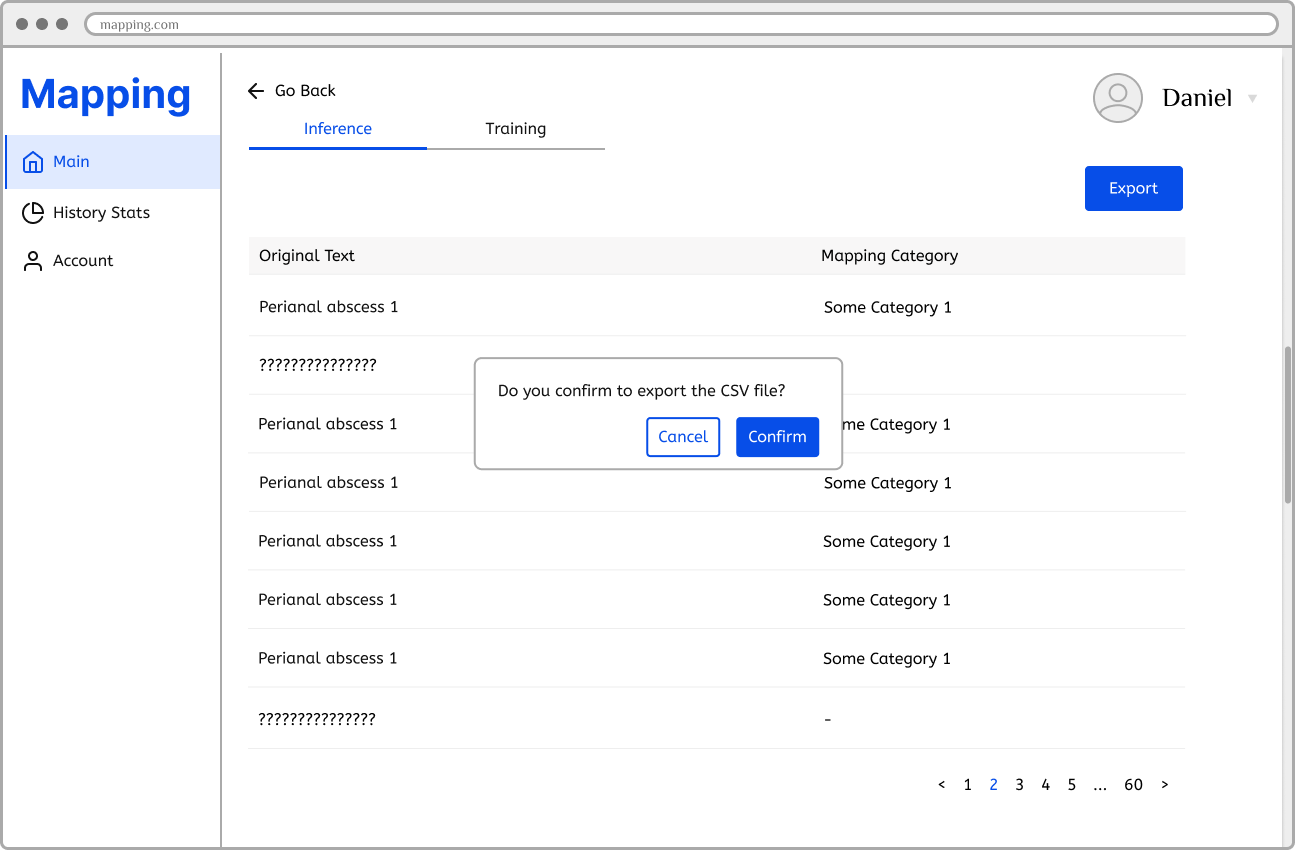 mapping.com
Mapping
Main
History Stats
Account
Go Back
Daniel
Inference Training
Export
Original Text Mapping Category
Perianal abscess 1 Some Category 1
???????????????
Do you confirm to export the CSV file?
Cancel Confirm
Perianal abscess 1 me Category 1
Perianal abscess 1 Some Category 1
Perianal abscess 1 Some Category 1
Perianal abscess 1 Some Category 1
Perianal abscess 1 Some Category 1
??????????????? -
< 1 2 3 4 5 ... 60 >